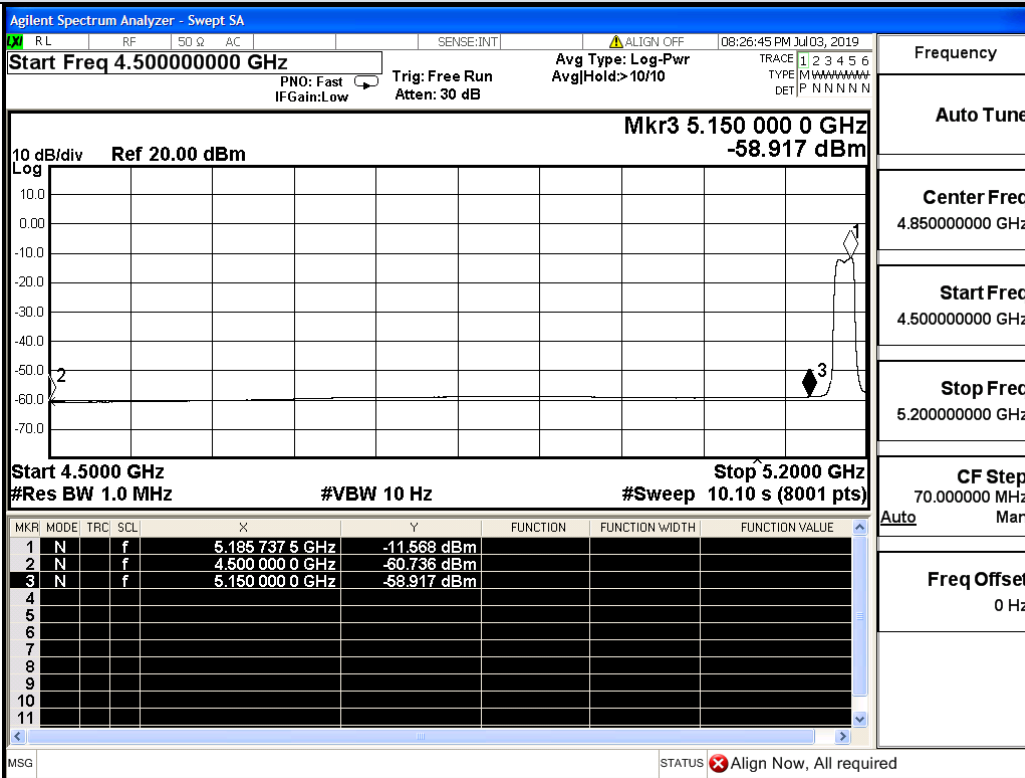 Agilent Spectrum Analyzer - Swept SA
LXI RL RF 50 Ω AC SENSE:INT ALIGN OFF 08:26:45 PM Jul 03, 2019
Start Freq 4.500000000 GHz
PNO: Fast
IFGain:Low
Trig: Free Run
Atten: 30 dB
Avg Type: Log-Pwr
Avg|Hold:>10/10
TRACE 1 2 3 4 5 6
TYPE M
DET P N N N N N
Mkr3 5.150 000 0 GHz
-58.917 dBm
10 dB/div Ref 20.00 dBm
Log
10.0
0.00
-10.0
-20.0
-30.0
-40.0
-50.0
-60.0
-70.0
1
2
3
Start 4.5000 GHz Stop 5.2000 GHz
#Res BW 1.0 MHz #VBW 10 Hz #Sweep 10.10 s (8001 pts)
MKR MODE TRC SCL X Y FUNCTION FUNCTION WIDTH FUNCTION VALUE
1 N f 5.185 737 5 GHz -11.568 dBm
2 N f 4.500 000 0 GHz -60.736 dBm
3 N f 5.150 000 0 GHz -58.917 dBm
4
5
6
7
8
9
10
11
MSG STATUS Align Now, All required
Frequency
Auto Tune
Center Freq
4.850000000 GHz
Start Freq
4.500000000 GHz
Stop Freq
5.200000000 GHz
CF Step
70.000000 MHz
Auto Man
Freq Offset
0 Hz